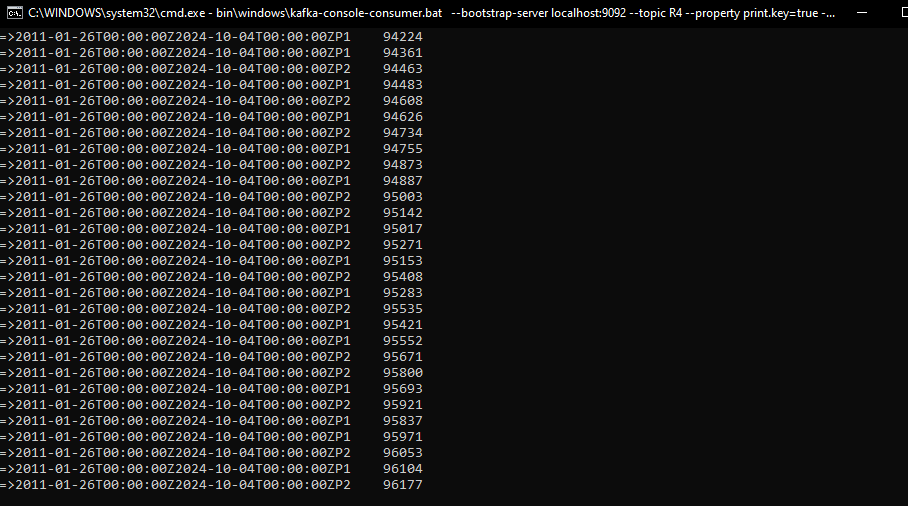 C:\WINDOWS\system32\cmd.exe - bin\windows\kafka-console-consumer.bat --bootstrap-server localhost:9092 --topic R4 --property print.key=true -...
=>2011-01-26T00:00:00Z2024-10-04T00:00:00ZP1 94224
=>2011-01-26T00:00:00Z2024-10-04T00:00:00ZP1 94361
=>2011-01-26T00:00:00Z2024-10-04T00:00:00ZP2 94463
=>2011-01-26T00:00:00Z2024-10-04T00:00:00ZP1 94483
=>2011-01-26T00:00:00Z2024-10-04T00:00:00ZP2 94608
=>2011-01-26T00:00:00Z2024-10-04T00:00:00ZP1 94626
=>2011-01-26T00:00:00Z2024-10-04T00:00:00ZP2 94734
=>2011-01-26T00:00:00Z2024-10-04T00:00:00ZP1 94755
=>2011-01-26T00:00:00Z2024-10-04T00:00:00ZP2 94873
=>2011-01-26T00:00:00Z2024-10-04T00:00:00ZP1 94887
=>2011-01-26T00:00:00Z2024-10-04T00:00:00ZP2 95003
=>2011-01-26T00:00:00Z2024-10-04T00:00:00ZP2 95142
=>2011-01-26T00:00:00Z2024-10-04T00:00:00ZP1 95017
=>2011-01-26T00:00:00Z2024-10-04T00:00:00ZP2 95271
=>2011-01-26T00:00:00Z2024-10-04T00:00:00ZP1 95153
=>2011-01-26T00:00:00Z2024-10-04T00:00:00ZP2 95408
=>2011-01-26T00:00:00Z2024-10-04T00:00:00ZP1 95283
=>2011-01-26T00:00:00Z2024-10-04T00:00:00ZP2 95535
=>2011-01-26T00:00:00Z2024-10-04T00:00:00ZP1 95421
=>2011-01-26T00:00:00Z2024-10-04T00:00:00ZP1 95552
=>2011-01-26T00:00:00Z2024-10-04T00:00:00ZP2 95671
=>2011-01-26T00:00:00Z2024-10-04T00:00:00ZP2 95800
=>2011-01-26T00:00:00Z2024-10-04T00:00:00ZP1 95693
=>2011-01-26T00:00:00Z2024-10-04T00:00:00ZP2 95921
=>2011-01-26T00:00:00Z2024-10-04T00:00:00ZP1 95837
=>2011-01-26T00:00:00Z2024-10-04T00:00:00ZP1 95971
=>2011-01-26T00:00:00Z2024-10-04T00:00:00ZP2 96053
=>2011-01-26T00:00:00Z2024-10-04T00:00:00ZP1 96104
=>2011-01-26T00:00:00Z2024-10-04T00:00:00ZP2 96177